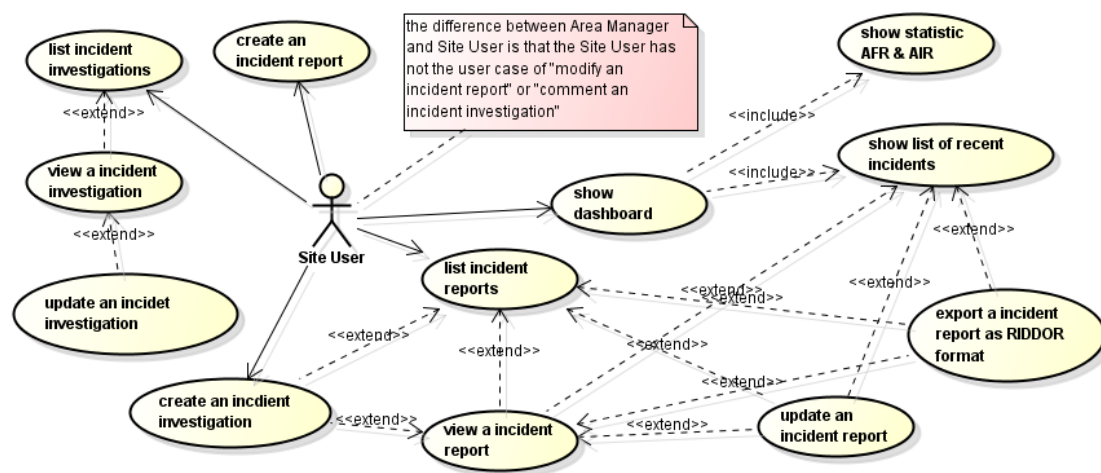 list incident
investigations
create an
incident report
the difference between Area Manager
and Site User is that the Site User has
not the user case of "modify an
incident report" or "comment an
incident investigation"
show statistic
AFR & AIR
<<extend>>
<<include>>
view a incident
investigation
show list of recent
incidents
<<include>>
show
dashboard
<<extend>>
<<extend>>
Site User
list incident
reports
<<extend>>
update an incidet
investigation
<<extend>>
<<extend>>
export a incident
report as RIDDOR
format
<<extend>>
<<extend>>
<<extend>>
<<extend>>
create an incdient
investigation
<<extend>>
view a incident
report
<<extend>>
update an
incident report